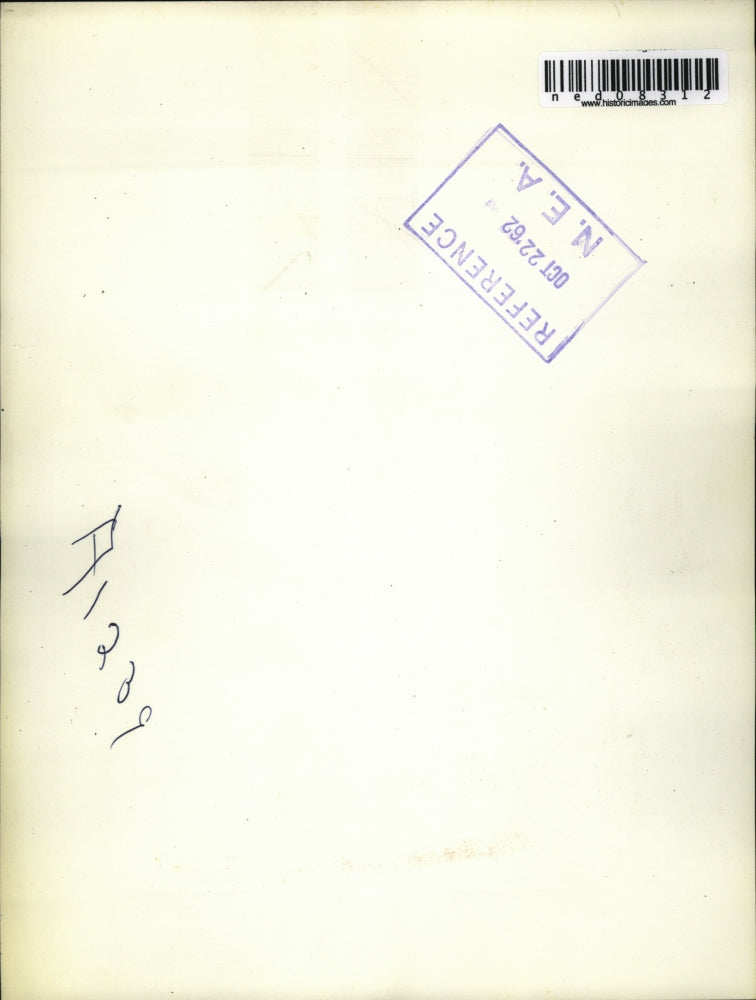 ned08312
www.historicimages.com
REFERENCE
OCT 22 '62
N. E. A.